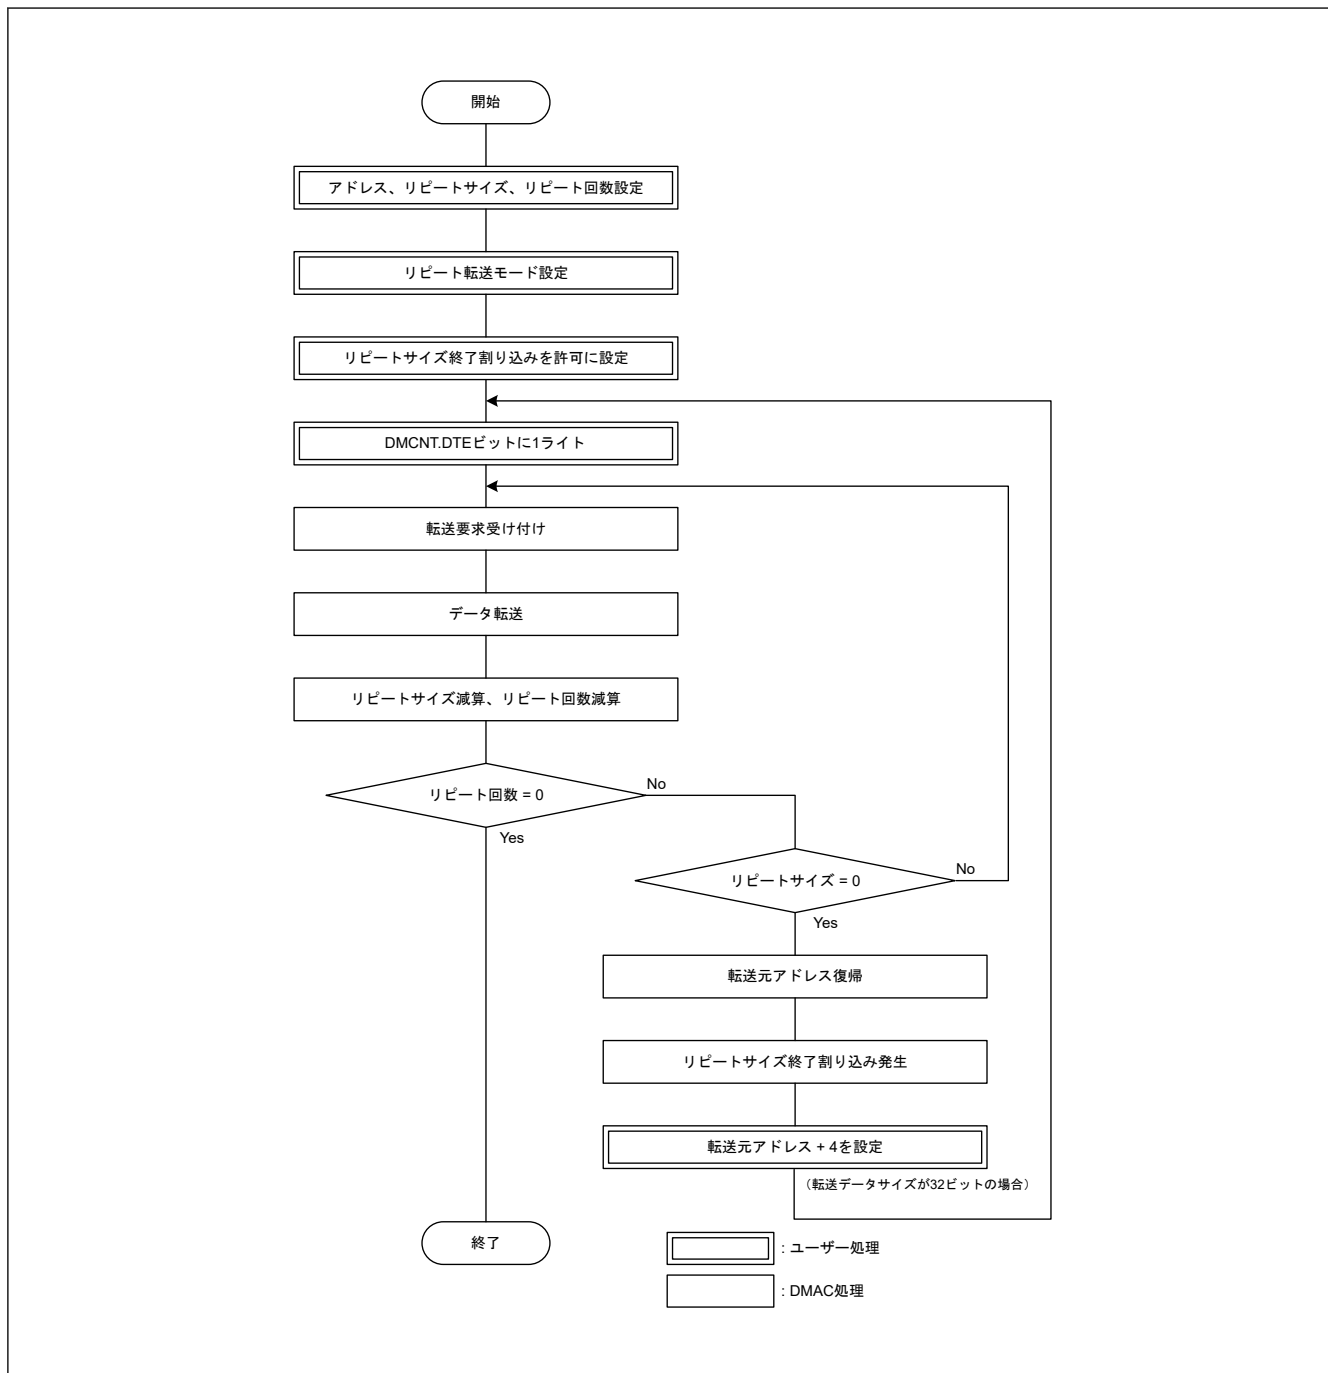 開始
アドレス、リピートサイズ、リピート回数設定
リピート転送モード設定
リピートサイズ終了割り込みを許可に設定
DMCNT.DTEビットに1ライト
転送要求受け付け
データ転送
リピートサイズ減算、リピート回数減算
リピート回数 = 0
No
Yes
リピートサイズ = 0
No
Yes
転送元アドレス復帰
リピートサイズ終了割り込み発生
転送元アドレス + 4を設定
（転送データサイズが32ビットの場合）
終了
: ユーザー処理
: DMAC処理